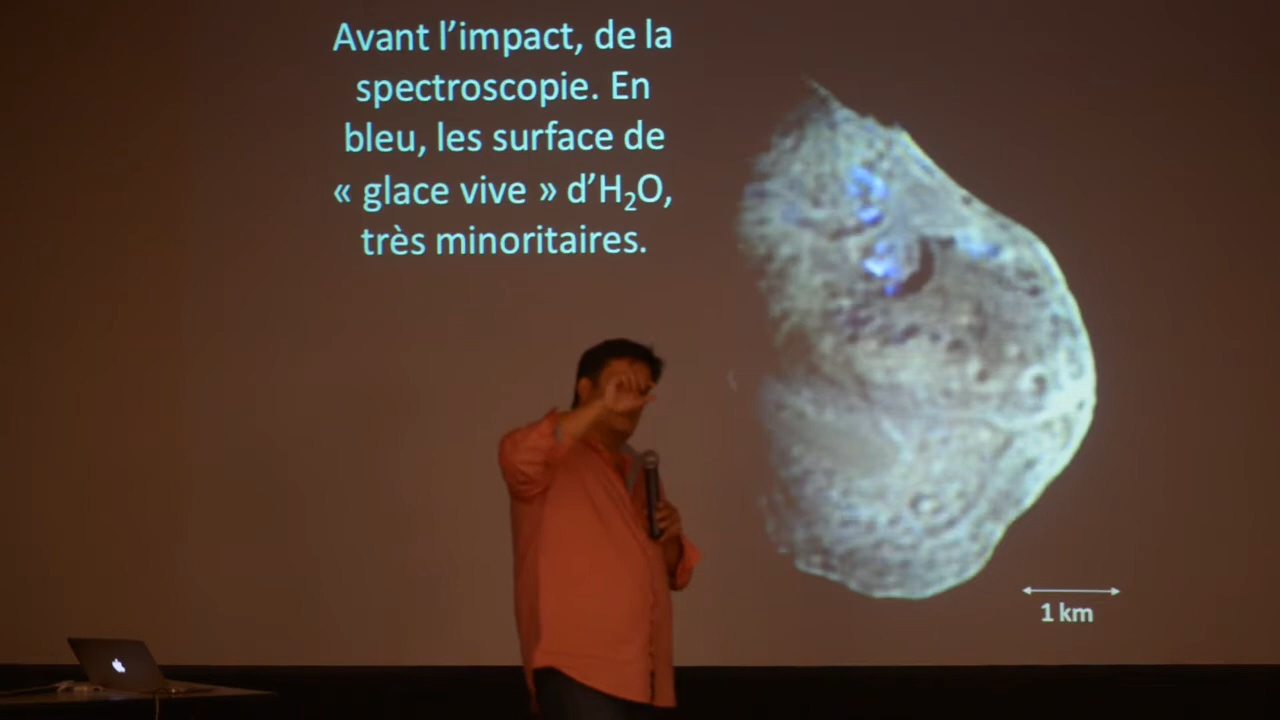 Avant l’impact, de la
spectroscopie. En
bleu, les surface de
« glace vive » d’H₂O,
très minoritaires.
1 km